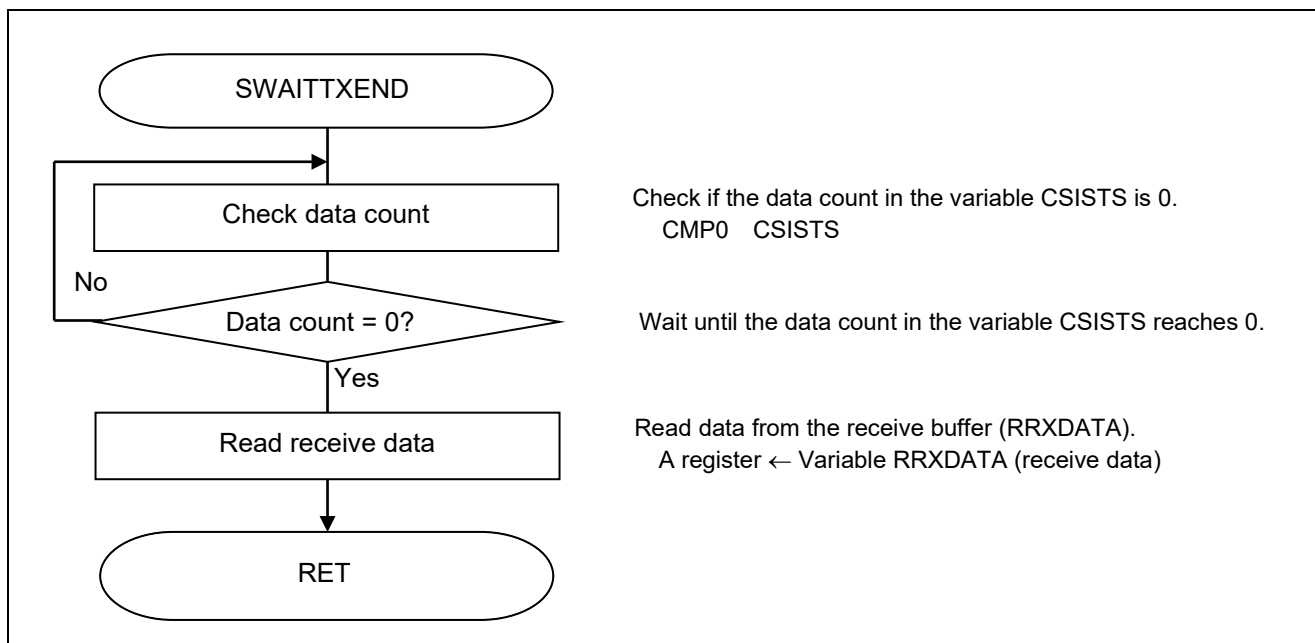 SWAITTXEND
Check data count
Check if the data count in the variable CSISTS is 0.
CMP0 CSISTS
No
Data count = 0?
Wait until the data count in the variable CSISTS reaches 0.
Yes
Read receive data
Read data from the receive buffer (RRXDATA).
A register ← Variable RRXDATA (receive data)
RET